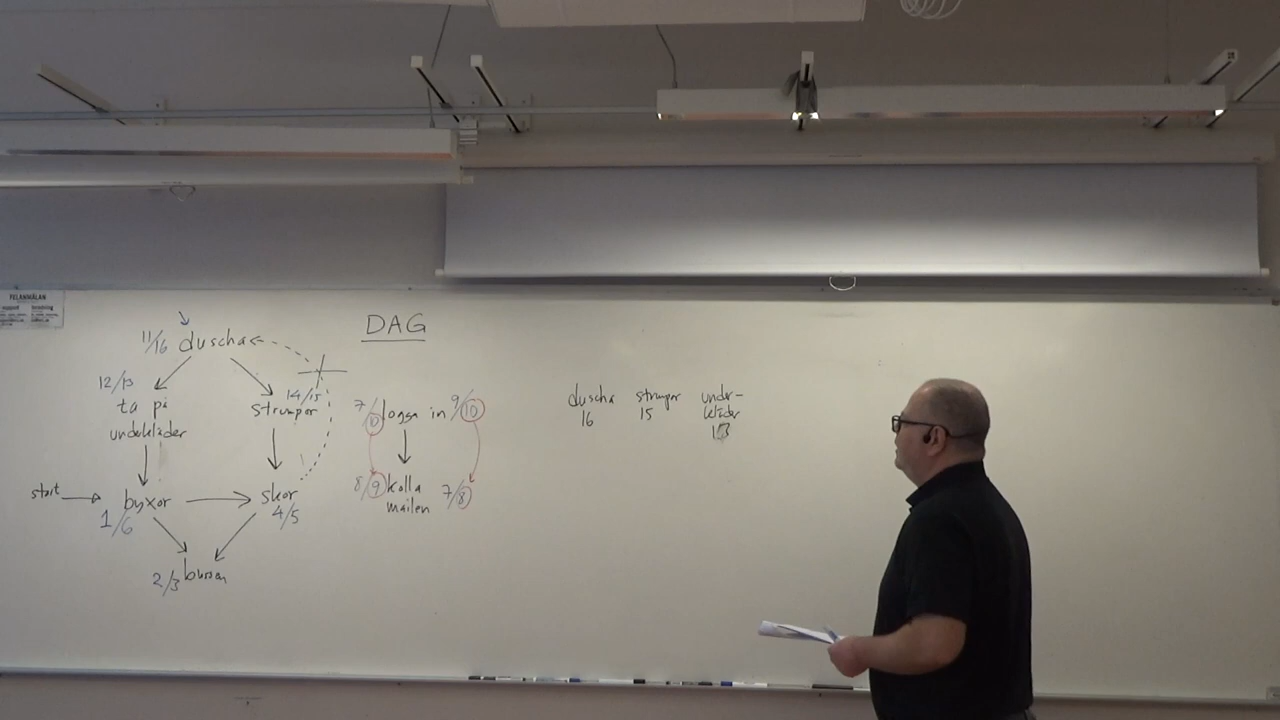 FELANMÄLAN
DAG
11/16 duscha
12/13
ta på
undekläder
14/15
strumpor
7/10 logga in 9/10
duscha
16
strumpor
15
under-
kläder
13
start
byxor
1/6
skor
4/5
8/9 kolla
mailen 7/8
2/3 bussen